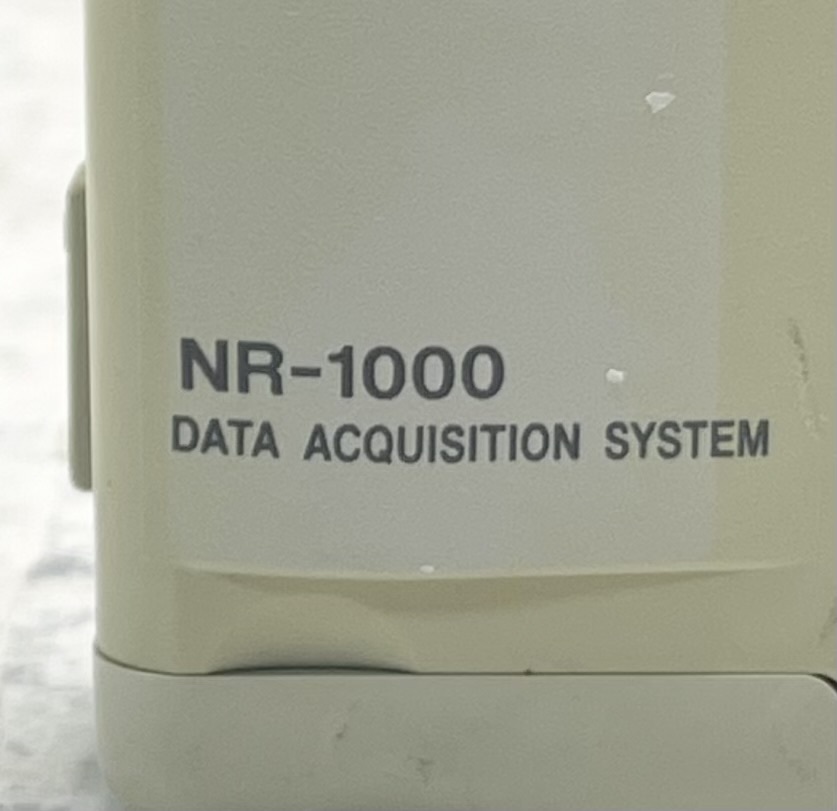 NR-1000
DATA ACQUISITION SYSTEM